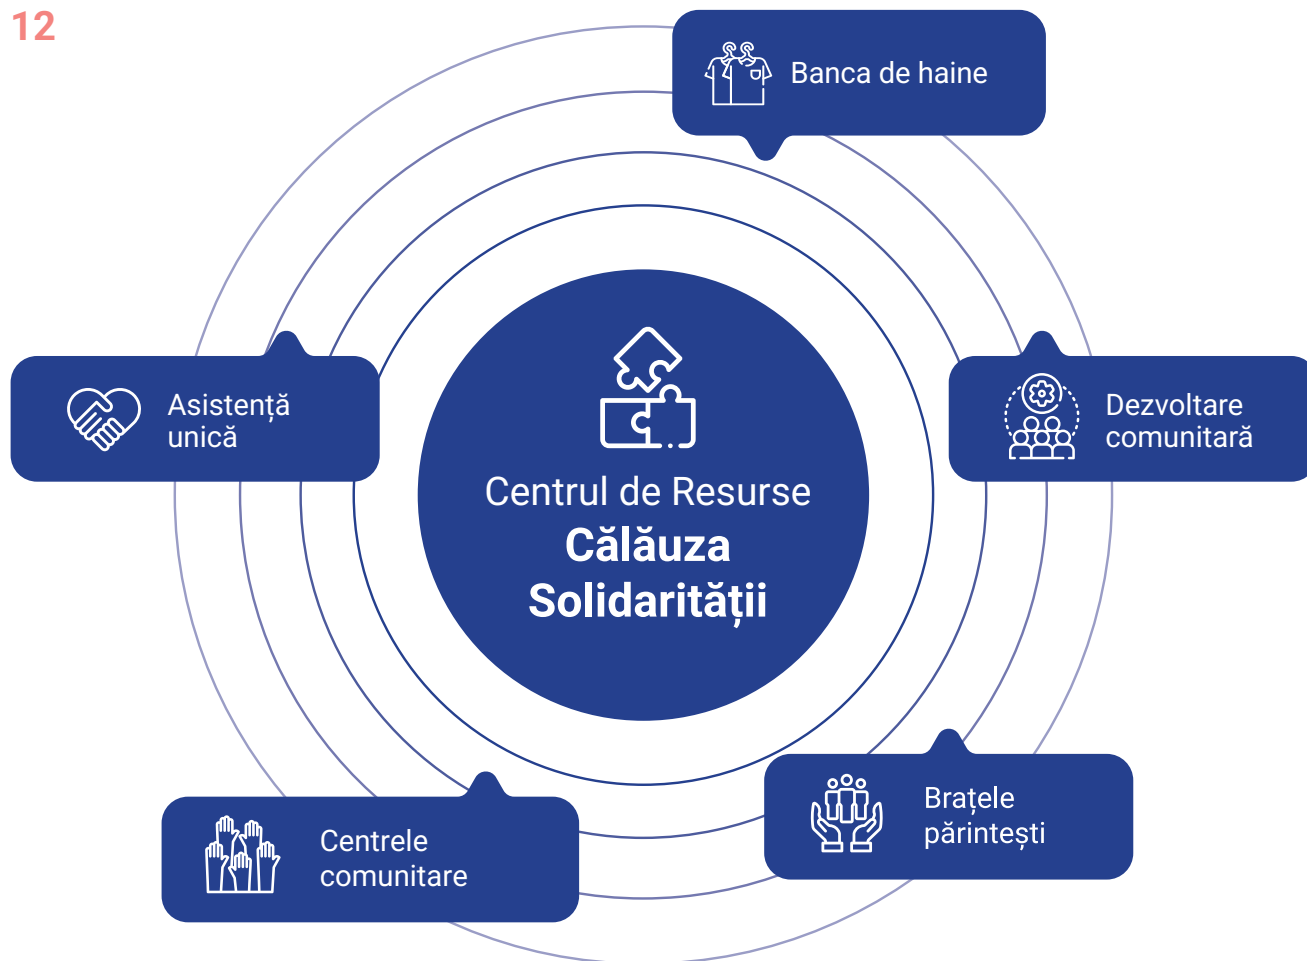 12
Banca de haine
Asistență
unică
Dezvoltare
comunitară
Centrul de Resurse
Călăuza
Solidarității
Brațele
părintești
Centrele
comunitare